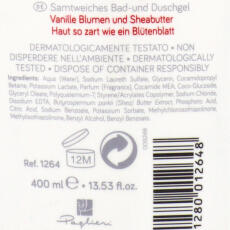 DE Samtweiches Bad-und Duschgel
Vanille Blumen und Sheabutter
Haut so zart wie ein Blütenblatt
DERMATOLOGICAMENTE TESTATO • NON
DISPERDERE NELL'AMBIENTE • DERMATOLOGICALLY
TESTED • DISPOSE OF CONTAINER RESPONSIBLY
Ingredients: Aqua (Water), Sodium Laureth Sulfate, Glycerin, Cocamidopropyl
Betaine, Potassium Lactate, Parfum (Fragrance), Cocamide MEA, Coco-Glucoside,
Glyceryl Oleate, Polyquaternium-7, Styrene/Acrylates Copolymer, Sodium Chloride,
Disodium EDTA, Butyrospermum parkii (Shea) Butter Extract, Phosphoric
Acid, Citric Acid, Sodium Benzoate, Potassium Sorbate,
Methylisothiazolinone, Benzyl Alcohol, Benzyl Benzoate.
Ref. 1264
12M
400 ml e • 13.53 fl.oz.
Paglieri
1280 012648